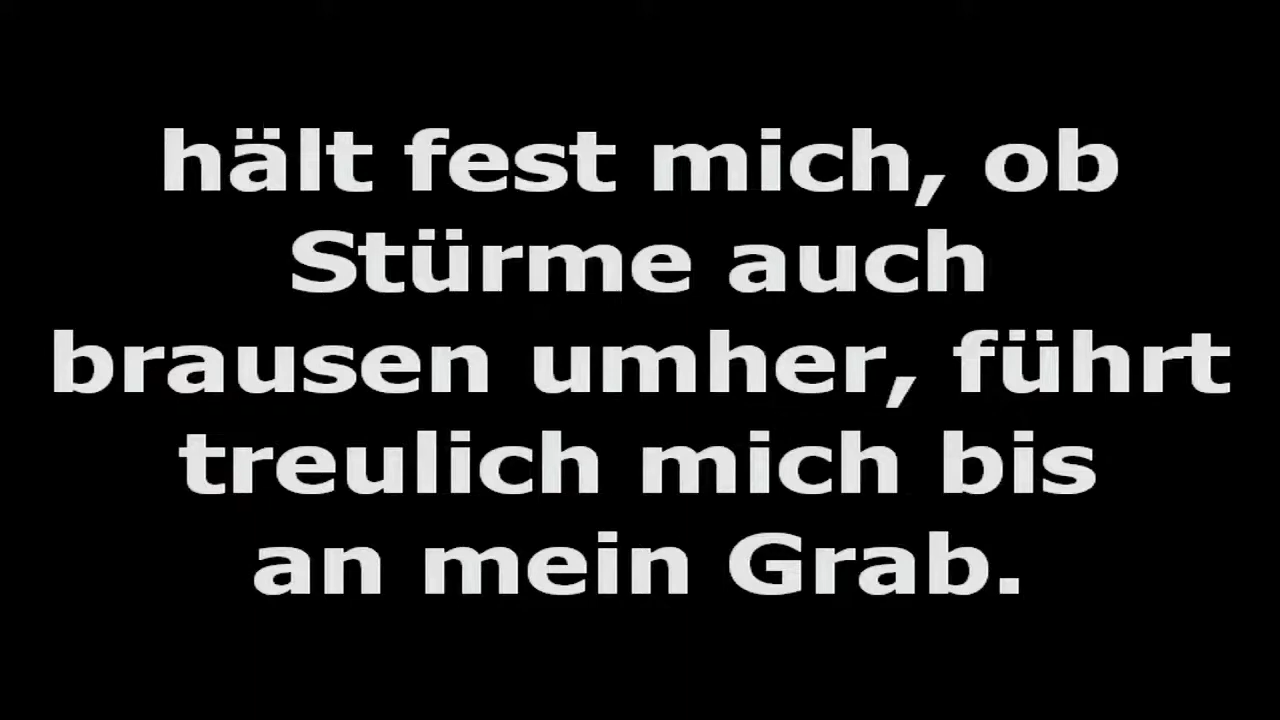 hält fest mich, ob
Stürme auch
brausen umher, führt
treulich mich bis
an mein Grab.